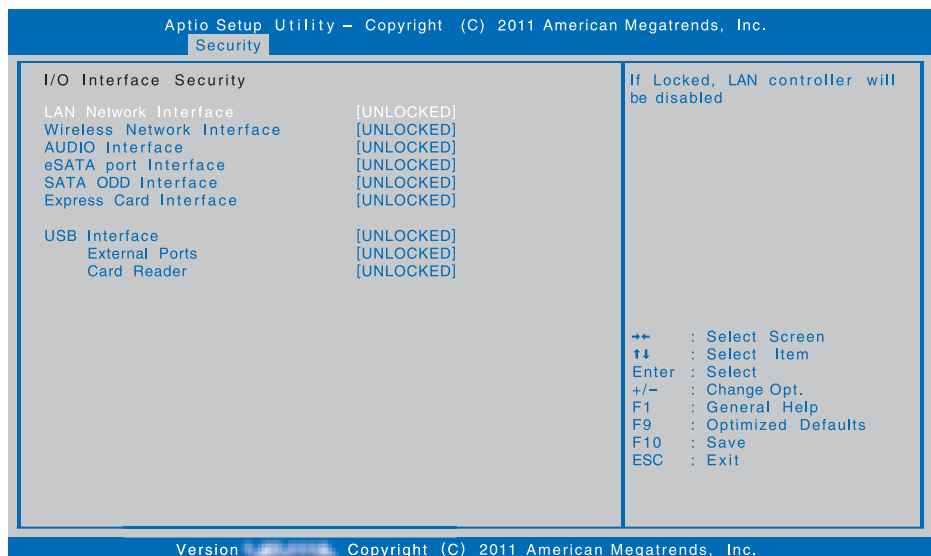 Aptio Setup Utility – Copyright (C) 2011 American Megatrends, Inc.
Security
I/O Interface Security
LAN Network Interface [UNLOCKED]
Wireless Network Interface [UNLOCKED]
AUDIO Interface [UNLOCKED]
eSATA port Interface [UNLOCKED]
SATA ODD Interface [UNLOCKED]
Express Card Interface [UNLOCKED]
USB Interface [UNLOCKED]
External Ports [UNLOCKED]
Card Reader [UNLOCKED]
If Locked, LAN controller will
be disabled
→← : Select Screen
↑↓ : Select Item
Enter : Select
+/– : Change Opt.
F1 : General Help
F9 : Optimized Defaults
F10 : Save
ESC : Exit
Version Copyright (C) 2011 American Megatrends, Inc.